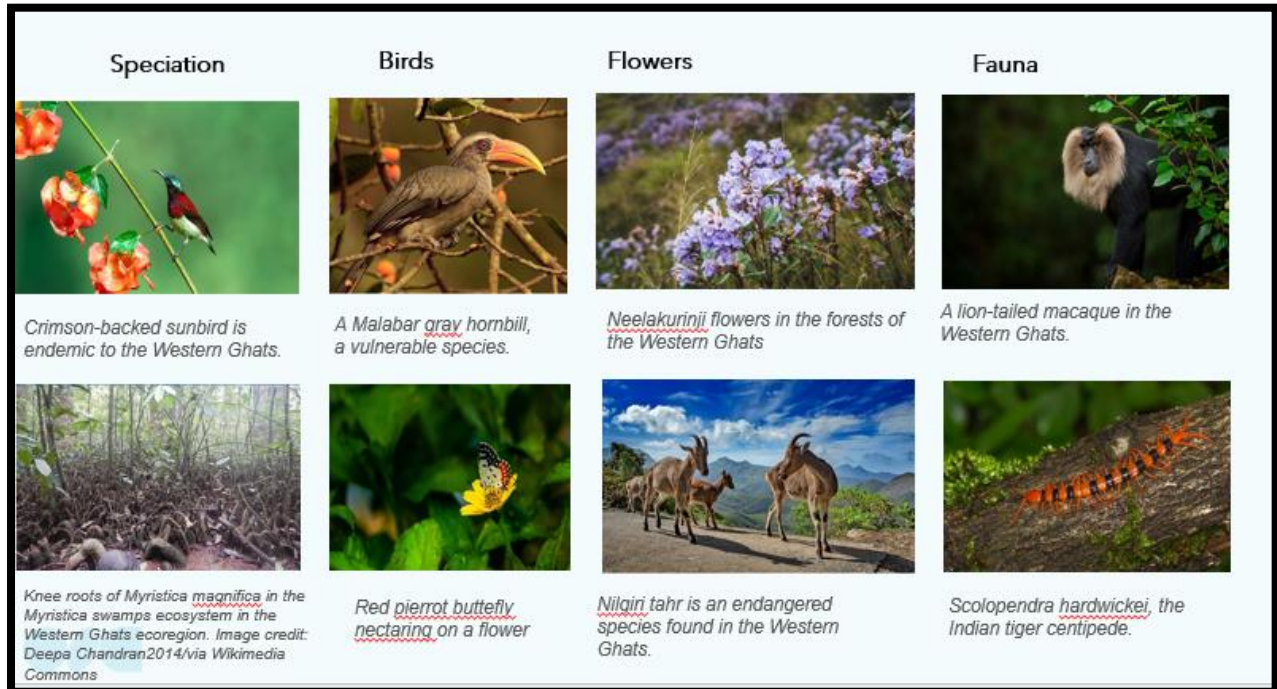 Speciation
Birds
Flowers
Fauna
Crimson-backed sunbird is
endemic to the Western Ghats.
A Malabar gray hornbill,
a vulnerable species.
Neelakurinji flowers in the forests of
the Western Ghats
A lion-tailed macaque in the
Western Ghats.
Knee roots of Myristica magnifica in the
Myristica swamps ecosystem in the
Western Ghats ecoregion. Image credit:
Deepa Chandran2014/via Wikimedia
Commons
Red pierrot buttefly
nectaring on a flower
Nilgiri tahr is an endangered
species found in the Western
Ghats.
Scolopendra hardwickei, the
Indian tiger centipede.